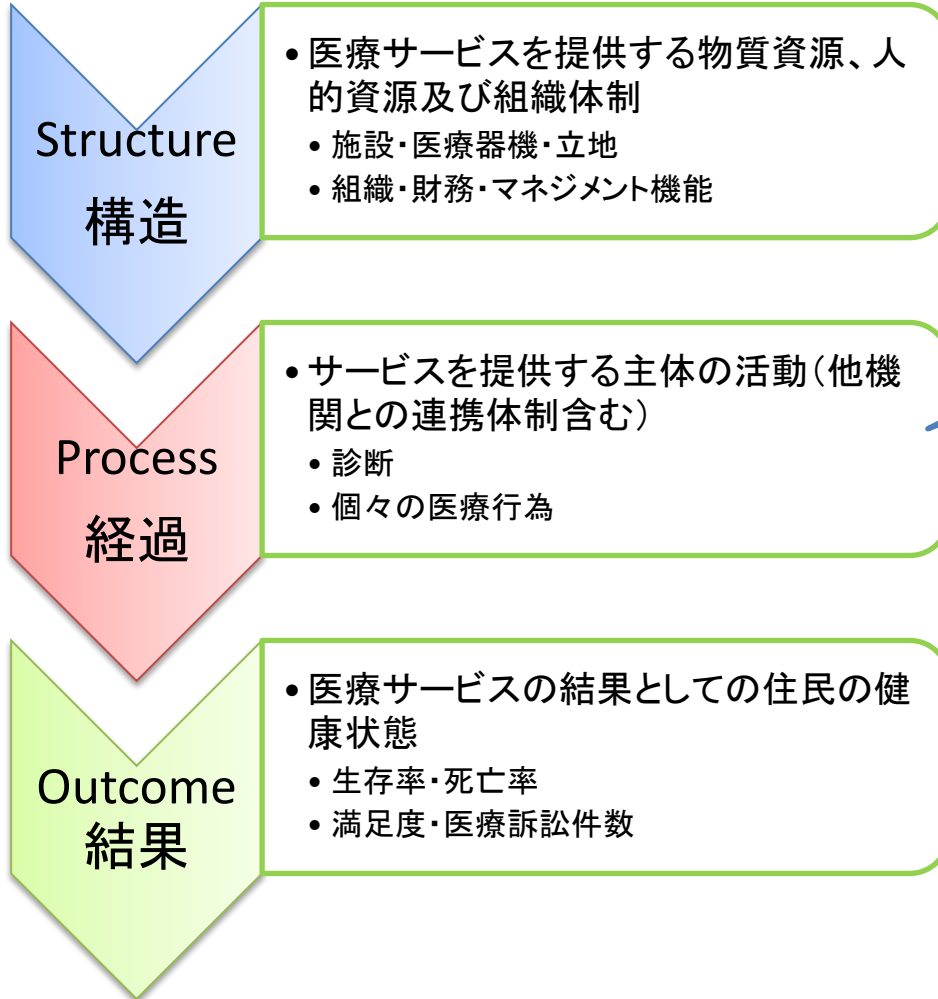 Structure
構造
• 医療サービスを提供する物質資源、人
的資源及び組織体制
• 施設・医療器機・立地
• 組織・財務・マネジメント機能
Process
経過
• サービスを提供する主体の活動(他機
関との連携体制含む)
• 診断
• 個々の医療行為
Outcome
結果
• 医療サービスの結果としての住民の健
康状態
• 生存率・死亡率
• 満足度・医療訴訟件数